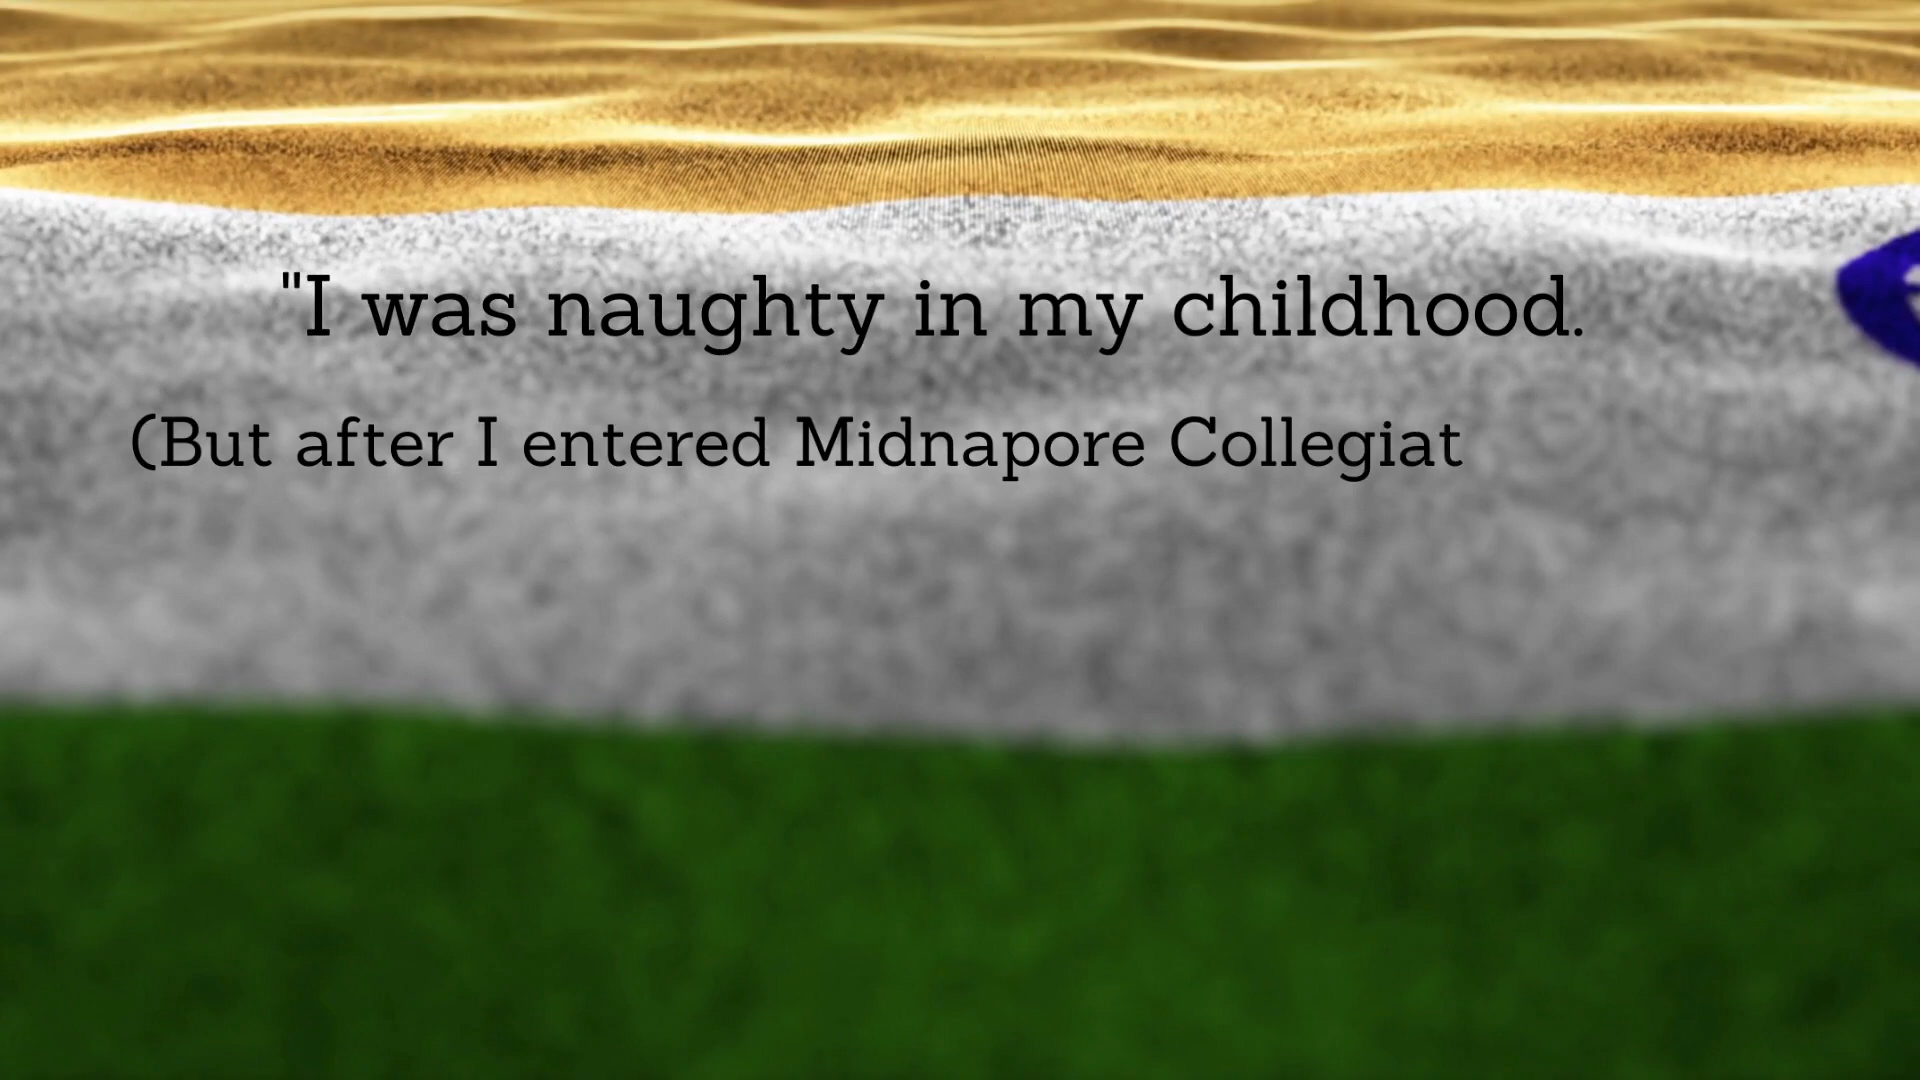 "I was naughty in my childhood.
(But after I entered Midnapore Collegiat